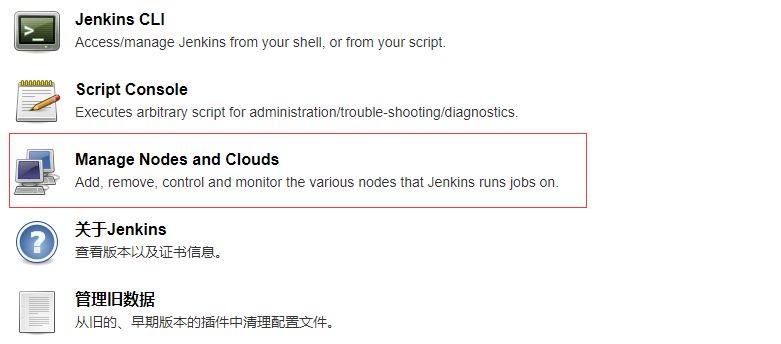 Jenkins CLI
Access/manage Jenkins from your shell, or from your script.
Script Console
Executes arbitrary script for administration/trouble-shooting/diagnostics.
Manage Nodes and Clouds
Add, remove, control and monitor the various nodes that Jenkins runs jobs on.
关于Jenkins
查看版本以及证书信息。
管理旧数据
从旧的、早期版本的插件中清理配置文件。